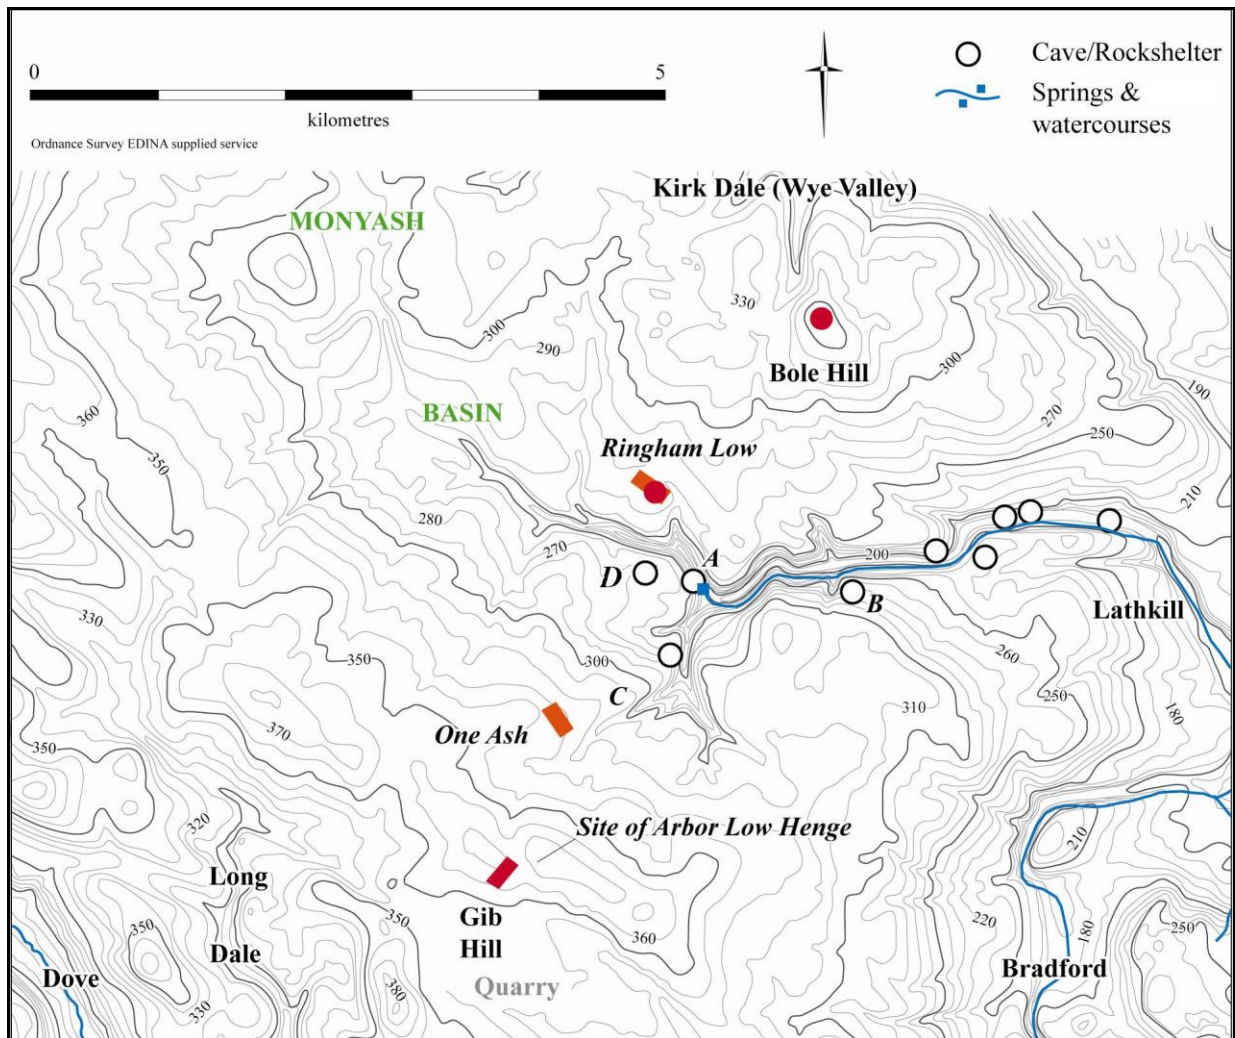 0
5
kilometres
Ordnance Survey EDINA supplied service
Cave/Rockshelter
Springs &
watercourses
Kirk Dale (Wye Valley)
MONYASH
330
Bole Hill
300
290
300
190
360
BASIN
270
250
350
Ringham Low
210
280
270
200
A
D
B
Lathkill
330
260
350
300
250
C
180
310
370
One Ash
350
320
Site of Arbor Low Henge
210
Long
350
Gib
Hill
220
250
350
360
180
Dale
Bradford
Dove
Quarry
380
330